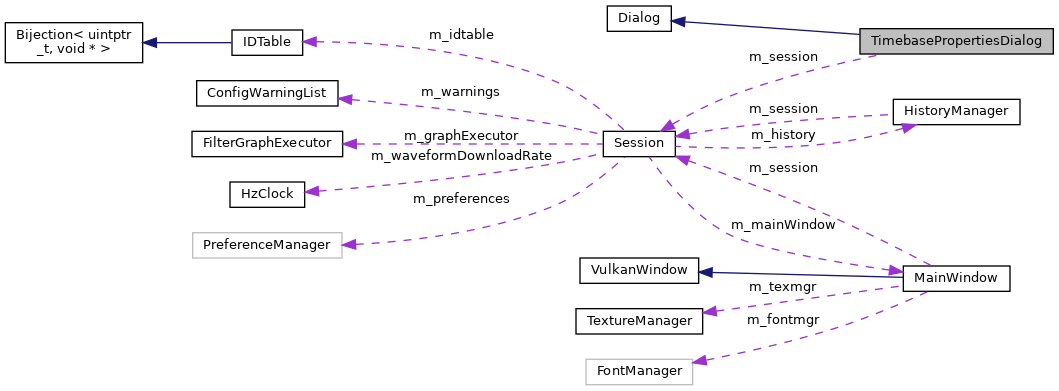 Dialog
Bijection< uintptr
_t, void * >
IDTable
m_idtable
TimebasePropertiesDialog
m_session
ConfigWarningList
m_warnings
m_session
HistoryManager
FilterGraphExecutor
m_graphExecutor
Session
m_history
m_waveformDownloadRate
m_session
HzClock
m_preferences
m_mainWindow
PreferenceManager
VulkanWindow
MainWindow
m_texmgr
TextureManager
m_fontmgr
FontManager